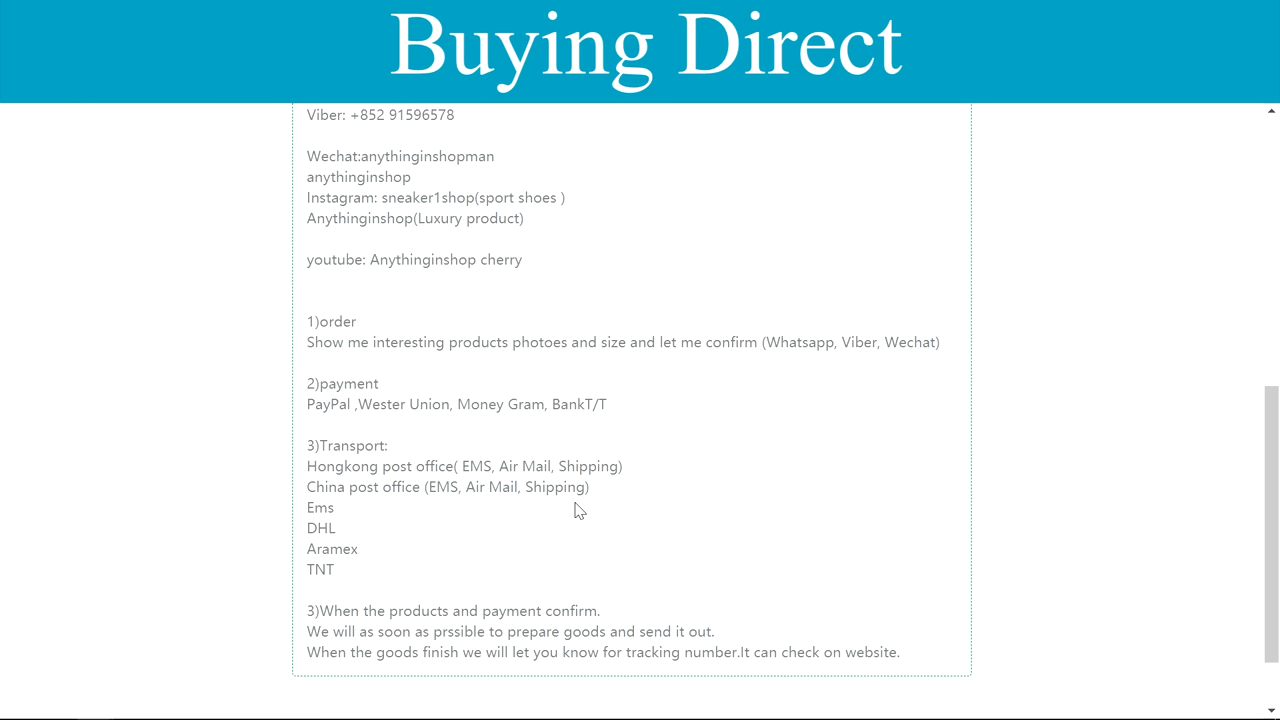 Buying Direct
Viber: +852 91596578
Wechat:anythinginshopman
anythinginshop
Instagram: sneaker1shop(sport shoes )
Anythinginshop(Luxury product)
youtube: Anythinginshop cherry
1)order
Show me interesting products photoes and size and let me confirm (Whatsapp, Viber, Wechat)
2)payment
PayPal ,Wester Union, Money Gram, BankT/T
3)Transport:
Hongkong post office( EMS, Air Mail, Shipping)
China post office (EMS, Air Mail, Shipping)
Ems
DHL
Aramex
TNT
3)When the products and payment confirm.
We will as soon as prssible to prepare goods and send it out.
When the goods finish we will let you know for tracking number.It can check on website.